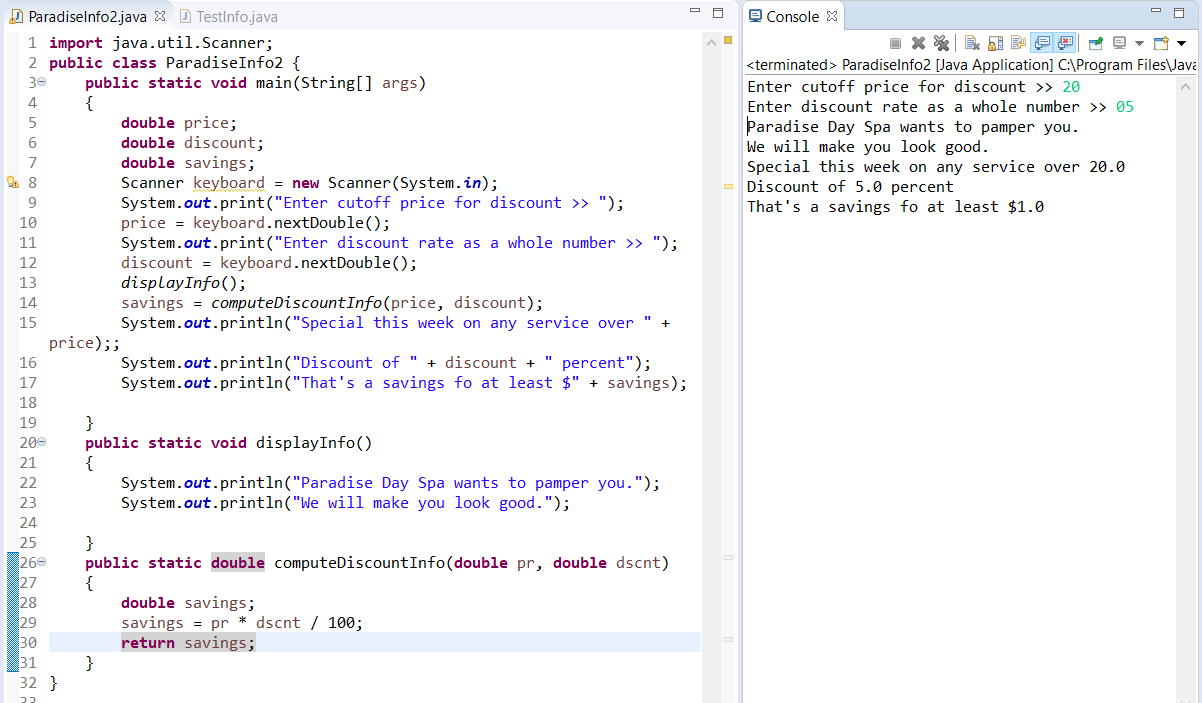 ParadiseInfo2.java TestInfo.java
1 import java.util.Scanner;
2 public class ParadiseInfo2 {
3 public static void main(String[] args)
4 {
5 double price;
6 double discount;
7 double savings;
8 Scanner keyboard = new Scanner(System.in);
9 System.out.print("Enter cutoff price for discount >> ");
10 price = keyboard.nextDouble();
11 System.out.print("Enter discount rate as a whole number >> ");
12 discount = keyboard.nextDouble();
13 displayInfo();
14 savings = computeDiscountInfo(price, discount);
15 System.out.println("Special this week on any service over " +
price);;
16 System.out.println("Discount of " + discount + " percent");
17 System.out.println("That's a savings fo at least $" + savings);
18
19 }
20 public static void displayInfo()
21 {
22 System.out.println("Paradise Day Spa wants to pamper you.");
23 System.out.println("We will make you look good.");
24
25 }
26 public static double computeDiscountInfo(double pr, double dscnt)
27 {
28 double savings;
29 savings = pr * dscnt / 100;
30 return savings;
31 }
32 }
33
Console
<terminated> ParadiseInfo2 [Java Application] C:\Program Files\Java
Enter cutoff price for discount >> 20
Enter discount rate as a whole number >> 05
Paradise Day Spa wants to pamper you.
We will make you look good.
Special this week on any service over 20.0
Discount of 5.0 percent
That's a savings fo at least $1.0